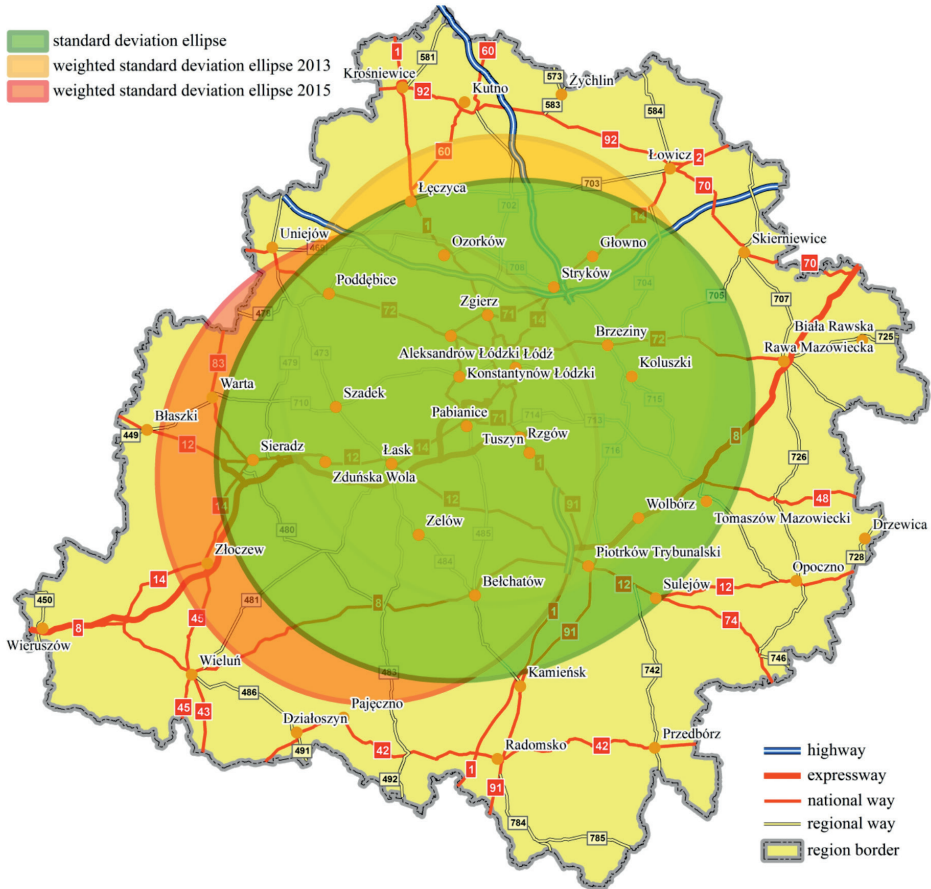 standard deviation ellipse
weighted standard deviation ellipse 2013
weighted standard deviation ellipse 2015
1
581
60
573
Krośniewice
92
Kutno
Żychlin
583
584
92
60
Łowicz
2
703
70
Łęczyca
702
1
14
Uniejów
469
Ozorków
Głowno
Skierniewice
70
708
Poddębice
Stryków
704
705
707
478
Zgierz
71
14
72
Brzeziny
72
Biała Rawska
725
Aleksandrów Łódzki Łódź
Rawa Mazowiecka
473
479
83
Konstantynów Łódzki
Koluszki
Warta
Szadek
710
715
Błaszki
Pabianice
71
714
713
449
12
Tuszyn
Rzgów
8
Sieradz
Łask
14
716
726
12
1
Zduńska Wola
12
91
48
14
Wolbórz
Tomaszów Mazowiecki
Zelów
480
485
Drzewica
Złoczew
Piotrków Trybunalski
728
484
Opoczno
14
Bełchatów
12
Sulejów
12
450
481
8
1
45
74
8
91
Wieruszów
746
Wieluń
483
Kamieńsk
742
486
45
43
Pajęczno
Działoszyn
Przedbórz
491
42
42
Radomsko
1
492
91
784
785
highway
expressway
national way
regional way
region border